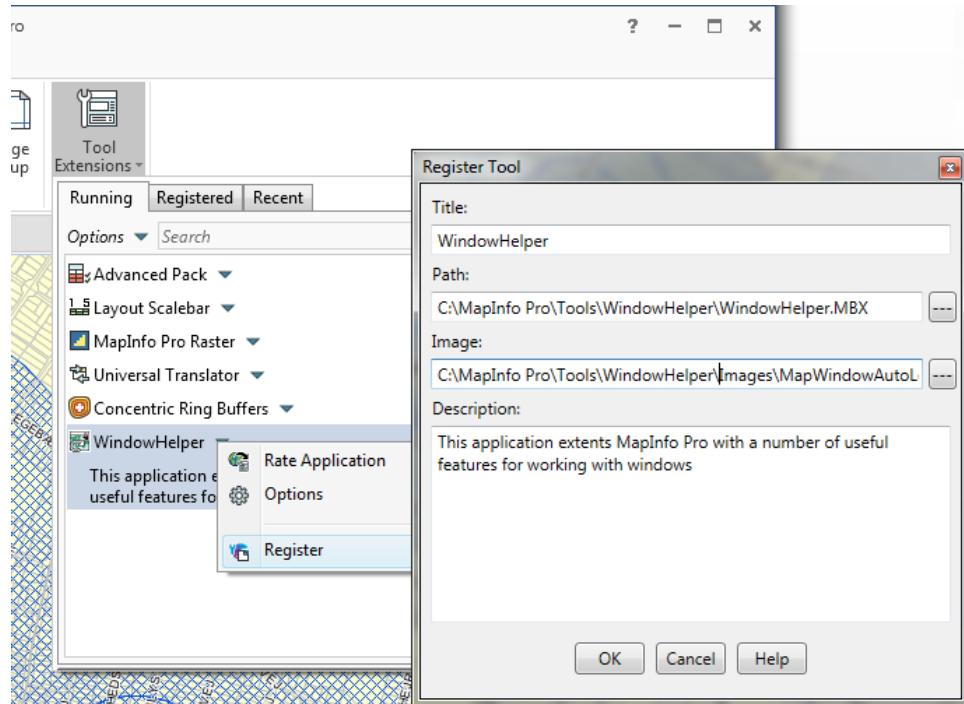 ro
?
ge
up
Tool
Extensions
Running Registered Recent
Options Search
Advanced Pack
Layout Scalebar
MapInfo Pro Raster
Universal Translator
Concentric Ring Buffers
WindowHelper
This application e
useful features fo
Rate Application
Options
Register
Register Tool
Title:
WindowHelper
Path:
C:\MapInfo Pro\Tools\WindowHelper\WindowHelper.MBX
---
Image:
C:\MapInfo Pro\Tools\WindowHelper\Images\MapWindowAutoL
---
Description:
This application extents MapInfo Pro with a number of useful
features for working with windows
OK Cancel Help